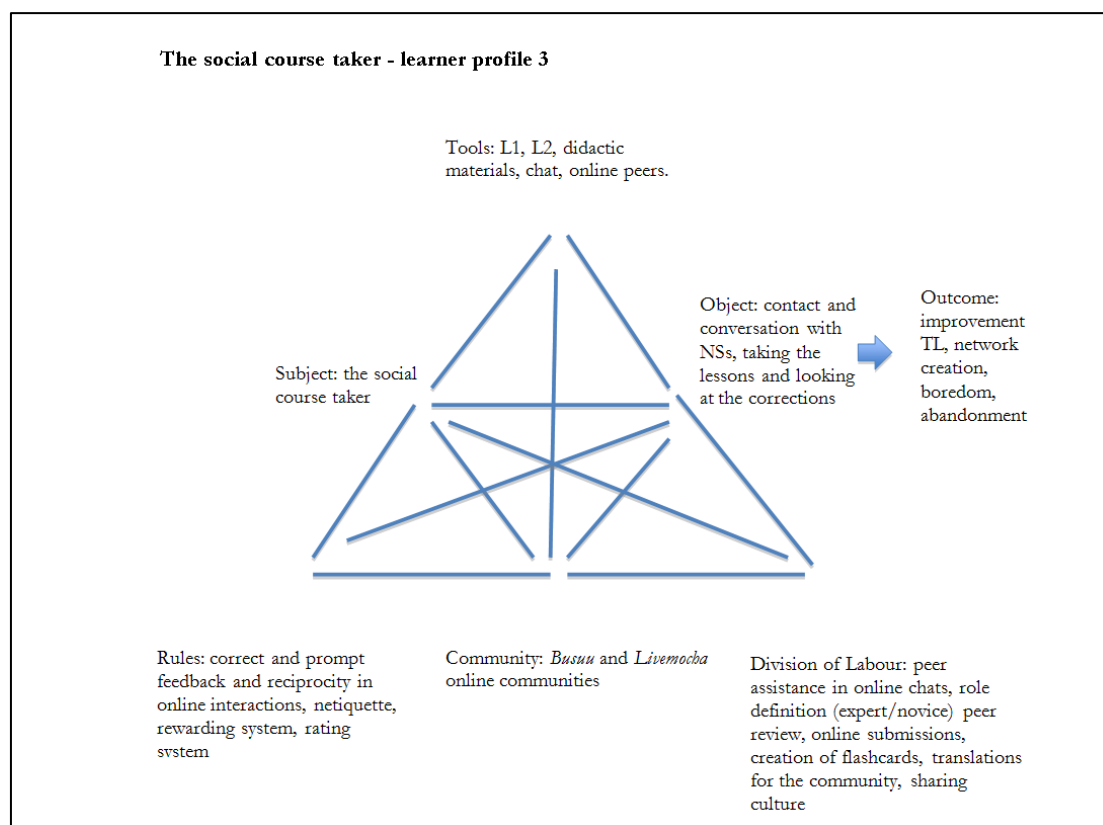 The social course taker - learner profile 3
Tools: L1, L2, didactic
materials, chat, online peers.
Subject: the social
course taker
Object: contact and
conversation with
NSs, taking the
lessons and looking
at the corrections
Outcome:
improvement
TL, network
creation,
boredom,
abandonment
Rules: correct and prompt
feedback and reciprocity in
online interactions, netiquette,
rewarding system, rating
system
Community: Busuu and Livemocha
online communities
Division of Labour: peer
assistance in online chats, role
definition (expert/novice) peer
review, online submissions,
creation of flashcards, translations
for the community, sharing
culture